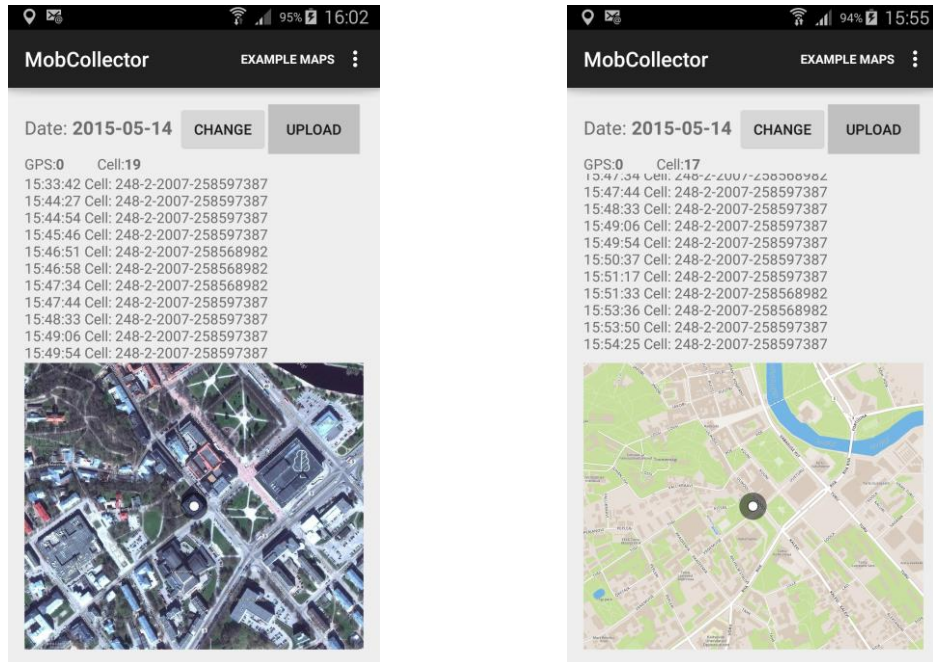 95% 16:02
MobCollector EXAMPLE MAPS
Date: 2015-05-14 CHANGE UPLOAD
GPS:0 Cell:19
15:33:42 Cell: 248-2-2007-258597387
15:44:27 Cell: 248-2-2007-258597387
15:44:54 Cell: 248-2-2007-258597387
15:45:46 Cell: 248-2-2007-258597387
15:46:51 Cell: 248-2-2007-258568982
15:46:58 Cell: 248-2-2007-258568982
15:47:34 Cell: 248-2-2007-258568982
15:47:44 Cell: 248-2-2007-258597387
15:48:33 Cell: 248-2-2007-258597387
15:49:06 Cell: 248-2-2007-258597387
15:49:54 Cell: 248-2-2007-258597387
94% 15:55
MobCollector EXAMPLE MAPS
Date: 2015-05-14 CHANGE UPLOAD
GPS:0 Cell:17
15:47:34 Cell: 248-2-2007-258568982
15:47:44 Cell: 248-2-2007-258597387
15:48:33 Cell: 248-2-2007-258597387
15:49:06 Cell: 248-2-2007-258597387
15:49:54 Cell: 248-2-2007-258597387
15:50:37 Cell: 248-2-2007-258597387
15:51:17 Cell: 248-2-2007-258597387
15:51:33 Cell: 248-2-2007-258568982
15:53:36 Cell: 248-2-2007-258568982
15:53:50 Cell: 248-2-2007-258597387
15:54:25 Cell: 248-2-2007-258597387